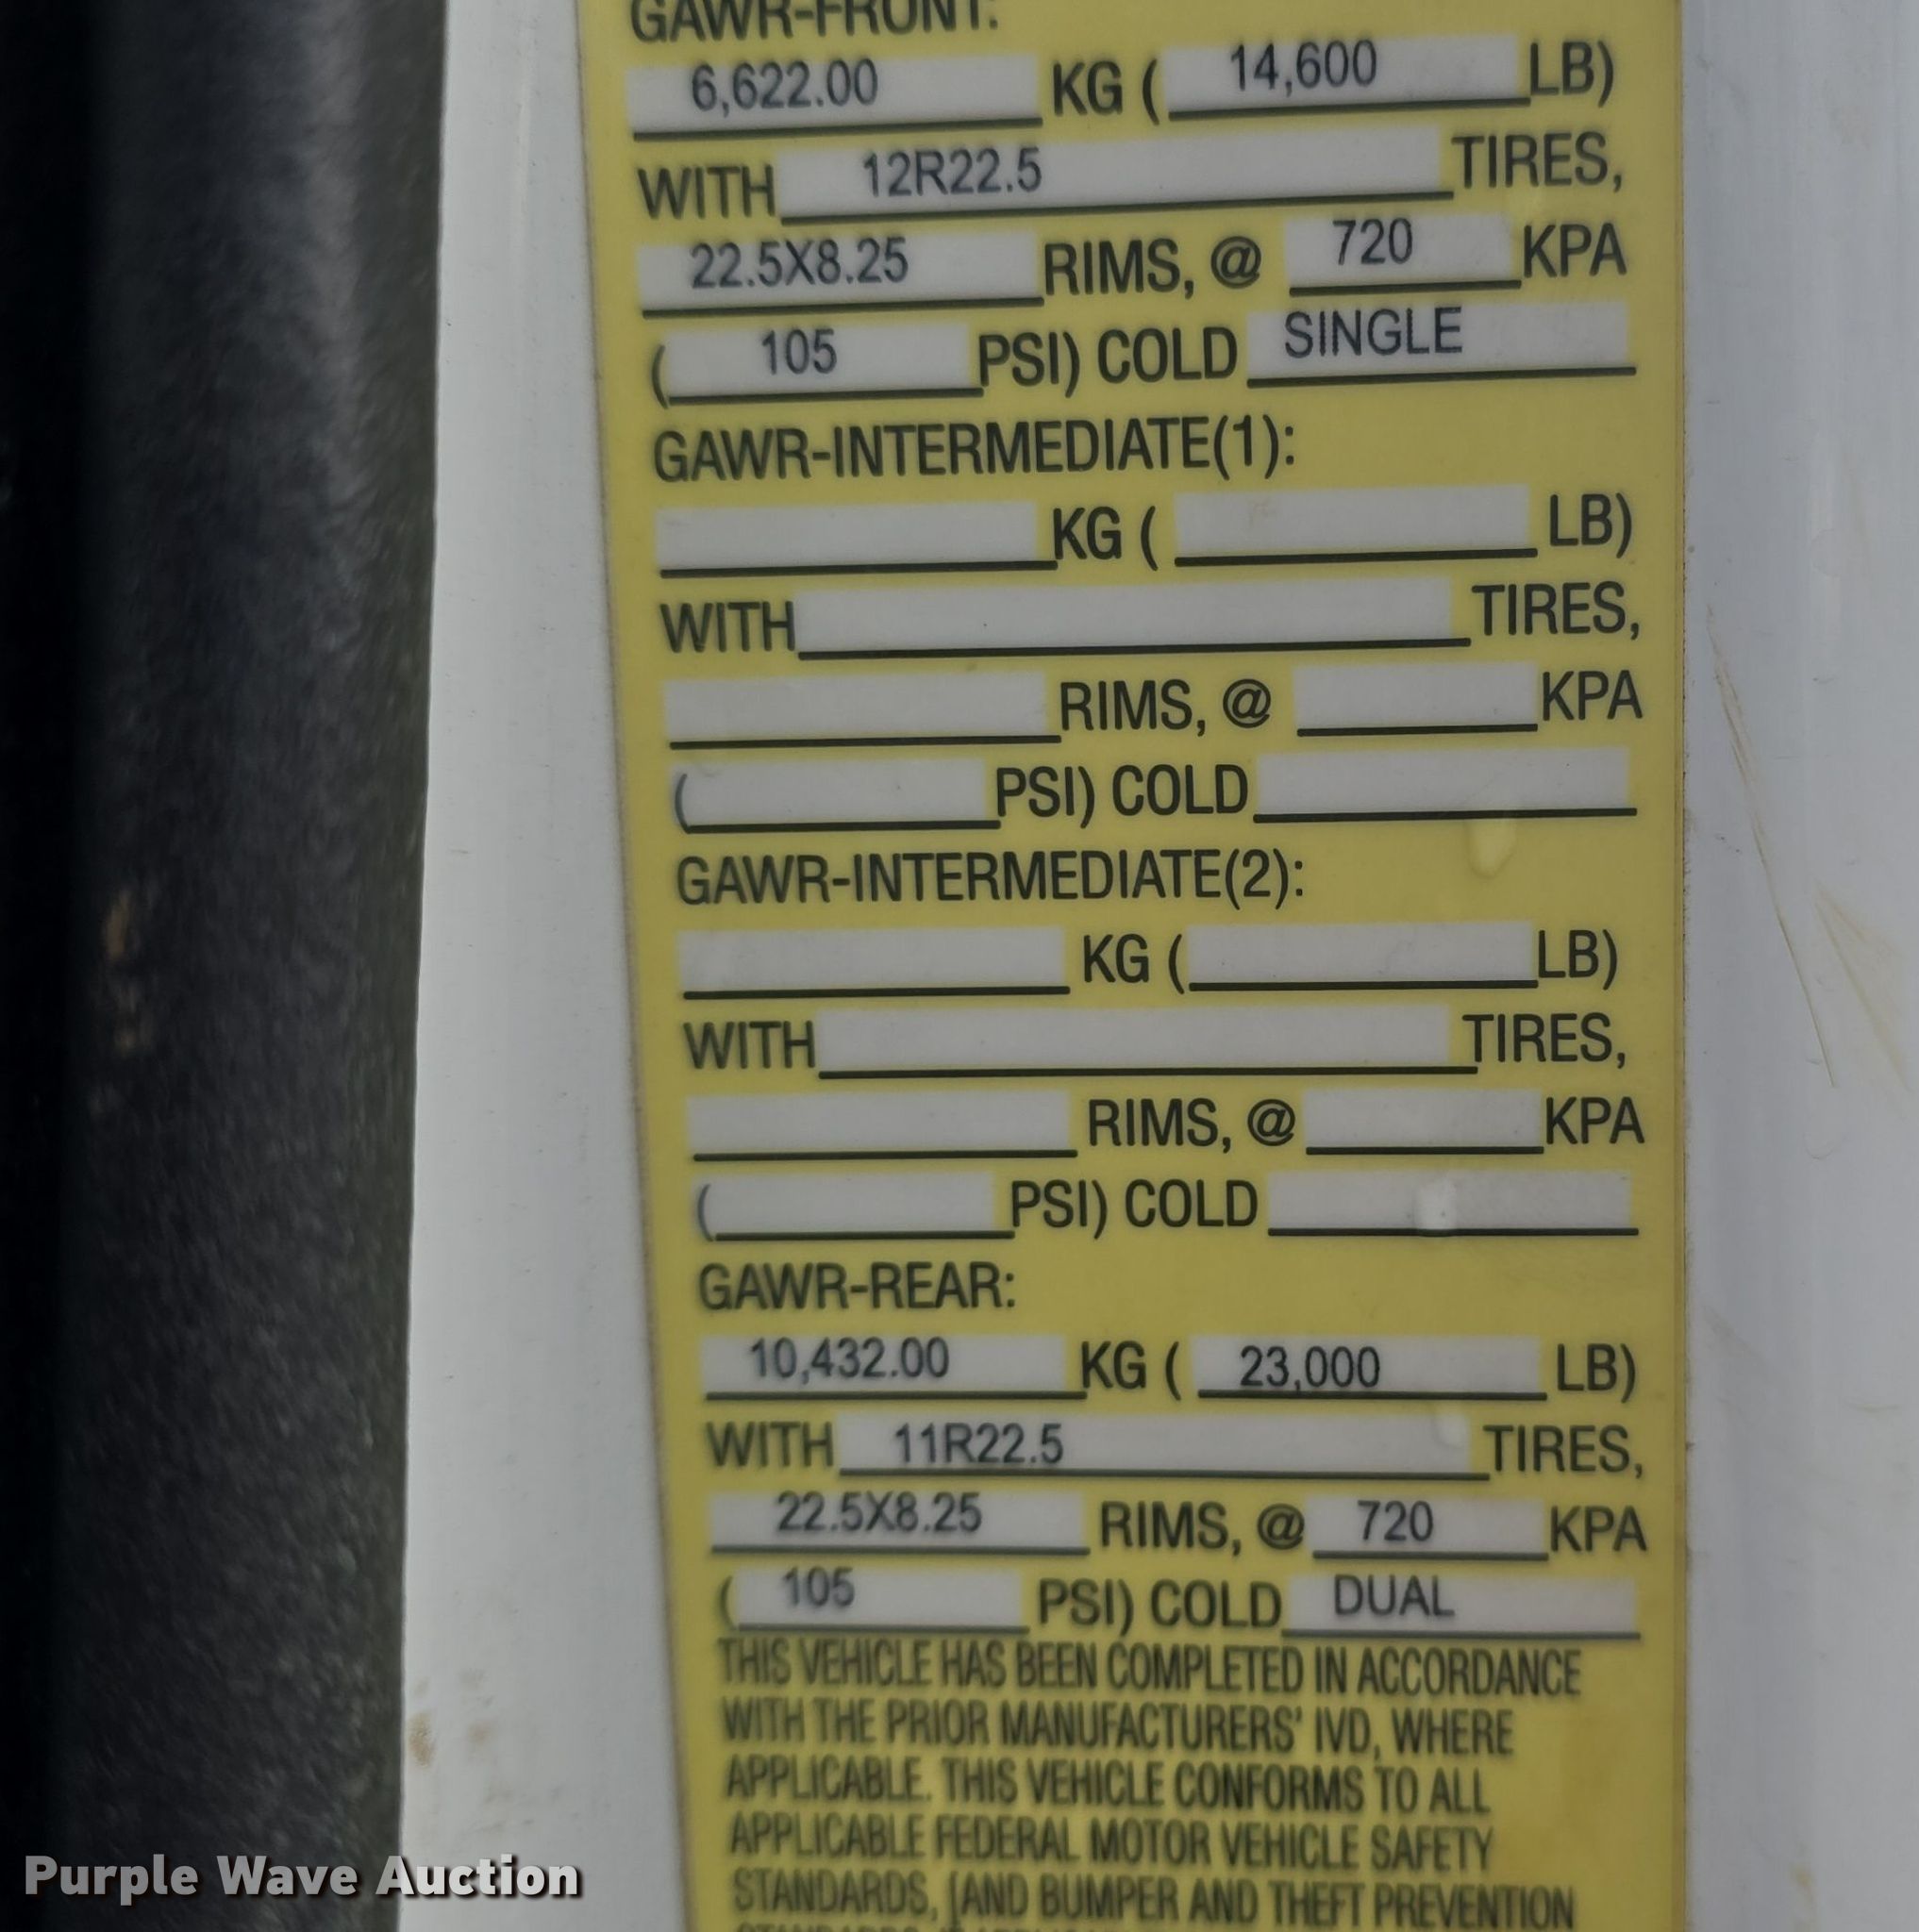 GAWR-FRONT:
6,622.00 KG ( 14,600 LB)
WITH 12R22.5 TIRES,
22.5X8.25 RIMS, @ 720 KPA
( 105 PSI) COLD SINGLE
GAWR-INTERMEDIATE(1):
KG ( LB)
WITH TIRES,
RIMS, @ KPA
( PSI) COLD
GAWR-INTERMEDIATE(2):
KG ( LB)
WITH TIRES,
RIMS, @ KPA
( PSI) COLD
GAWR-REAR:
10,432.00 KG ( 23,000 LB)
WITH 11R22.5 TIRES,
22.5X8.25 RIMS, @ 720 KPA
( 105 PSI) COLD DUAL
THIS VEHICLE HAS BEEN COMPLETED IN ACCORDANCE
WITH THE PRIOR MANUFACTURERS' IVD, WHERE
APPLICABLE. THIS VEHICLE CONFORMS TO ALL
APPLICABLE FEDERAL MOTOR VEHICLE SAFETY
STANDARDS, [AND BUMPER AND THEFT PREVENTION
Purple Wave Auction